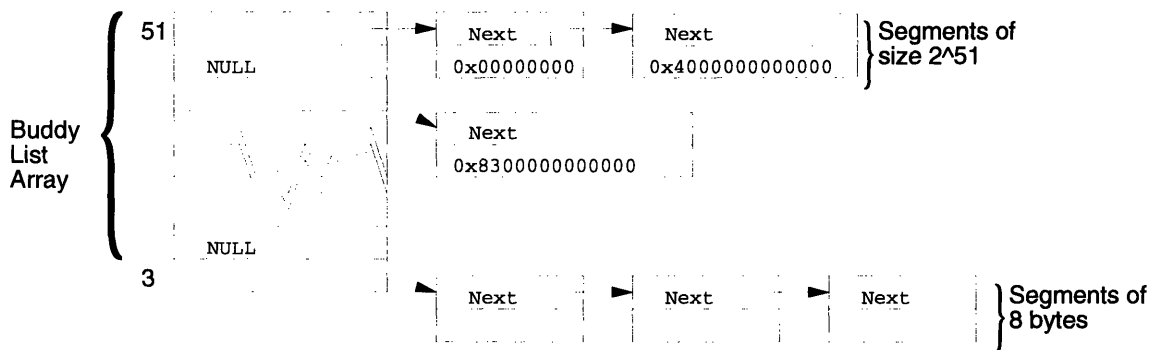 51
Next
Next
Segments of
size 2^51
NULL
0x00000000
0x4000000000000
Buddy
List
Array
Next
0x8300000000000
NULL
3
Next
Next
Next
Segments of
8 bytes